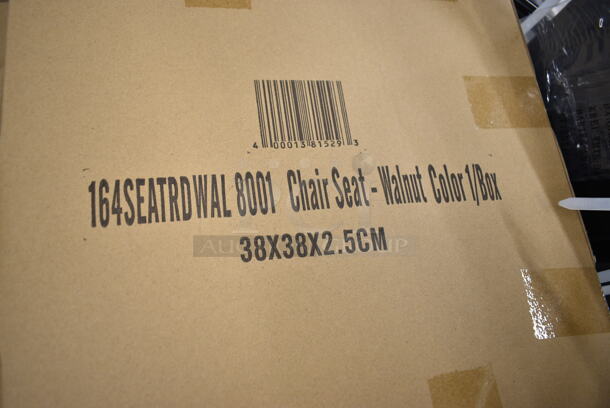 4 00013 81529 3
164SEATRDWAL 8001 Chair Seat - Walnut Color 1/Box
38X38X2.5CM